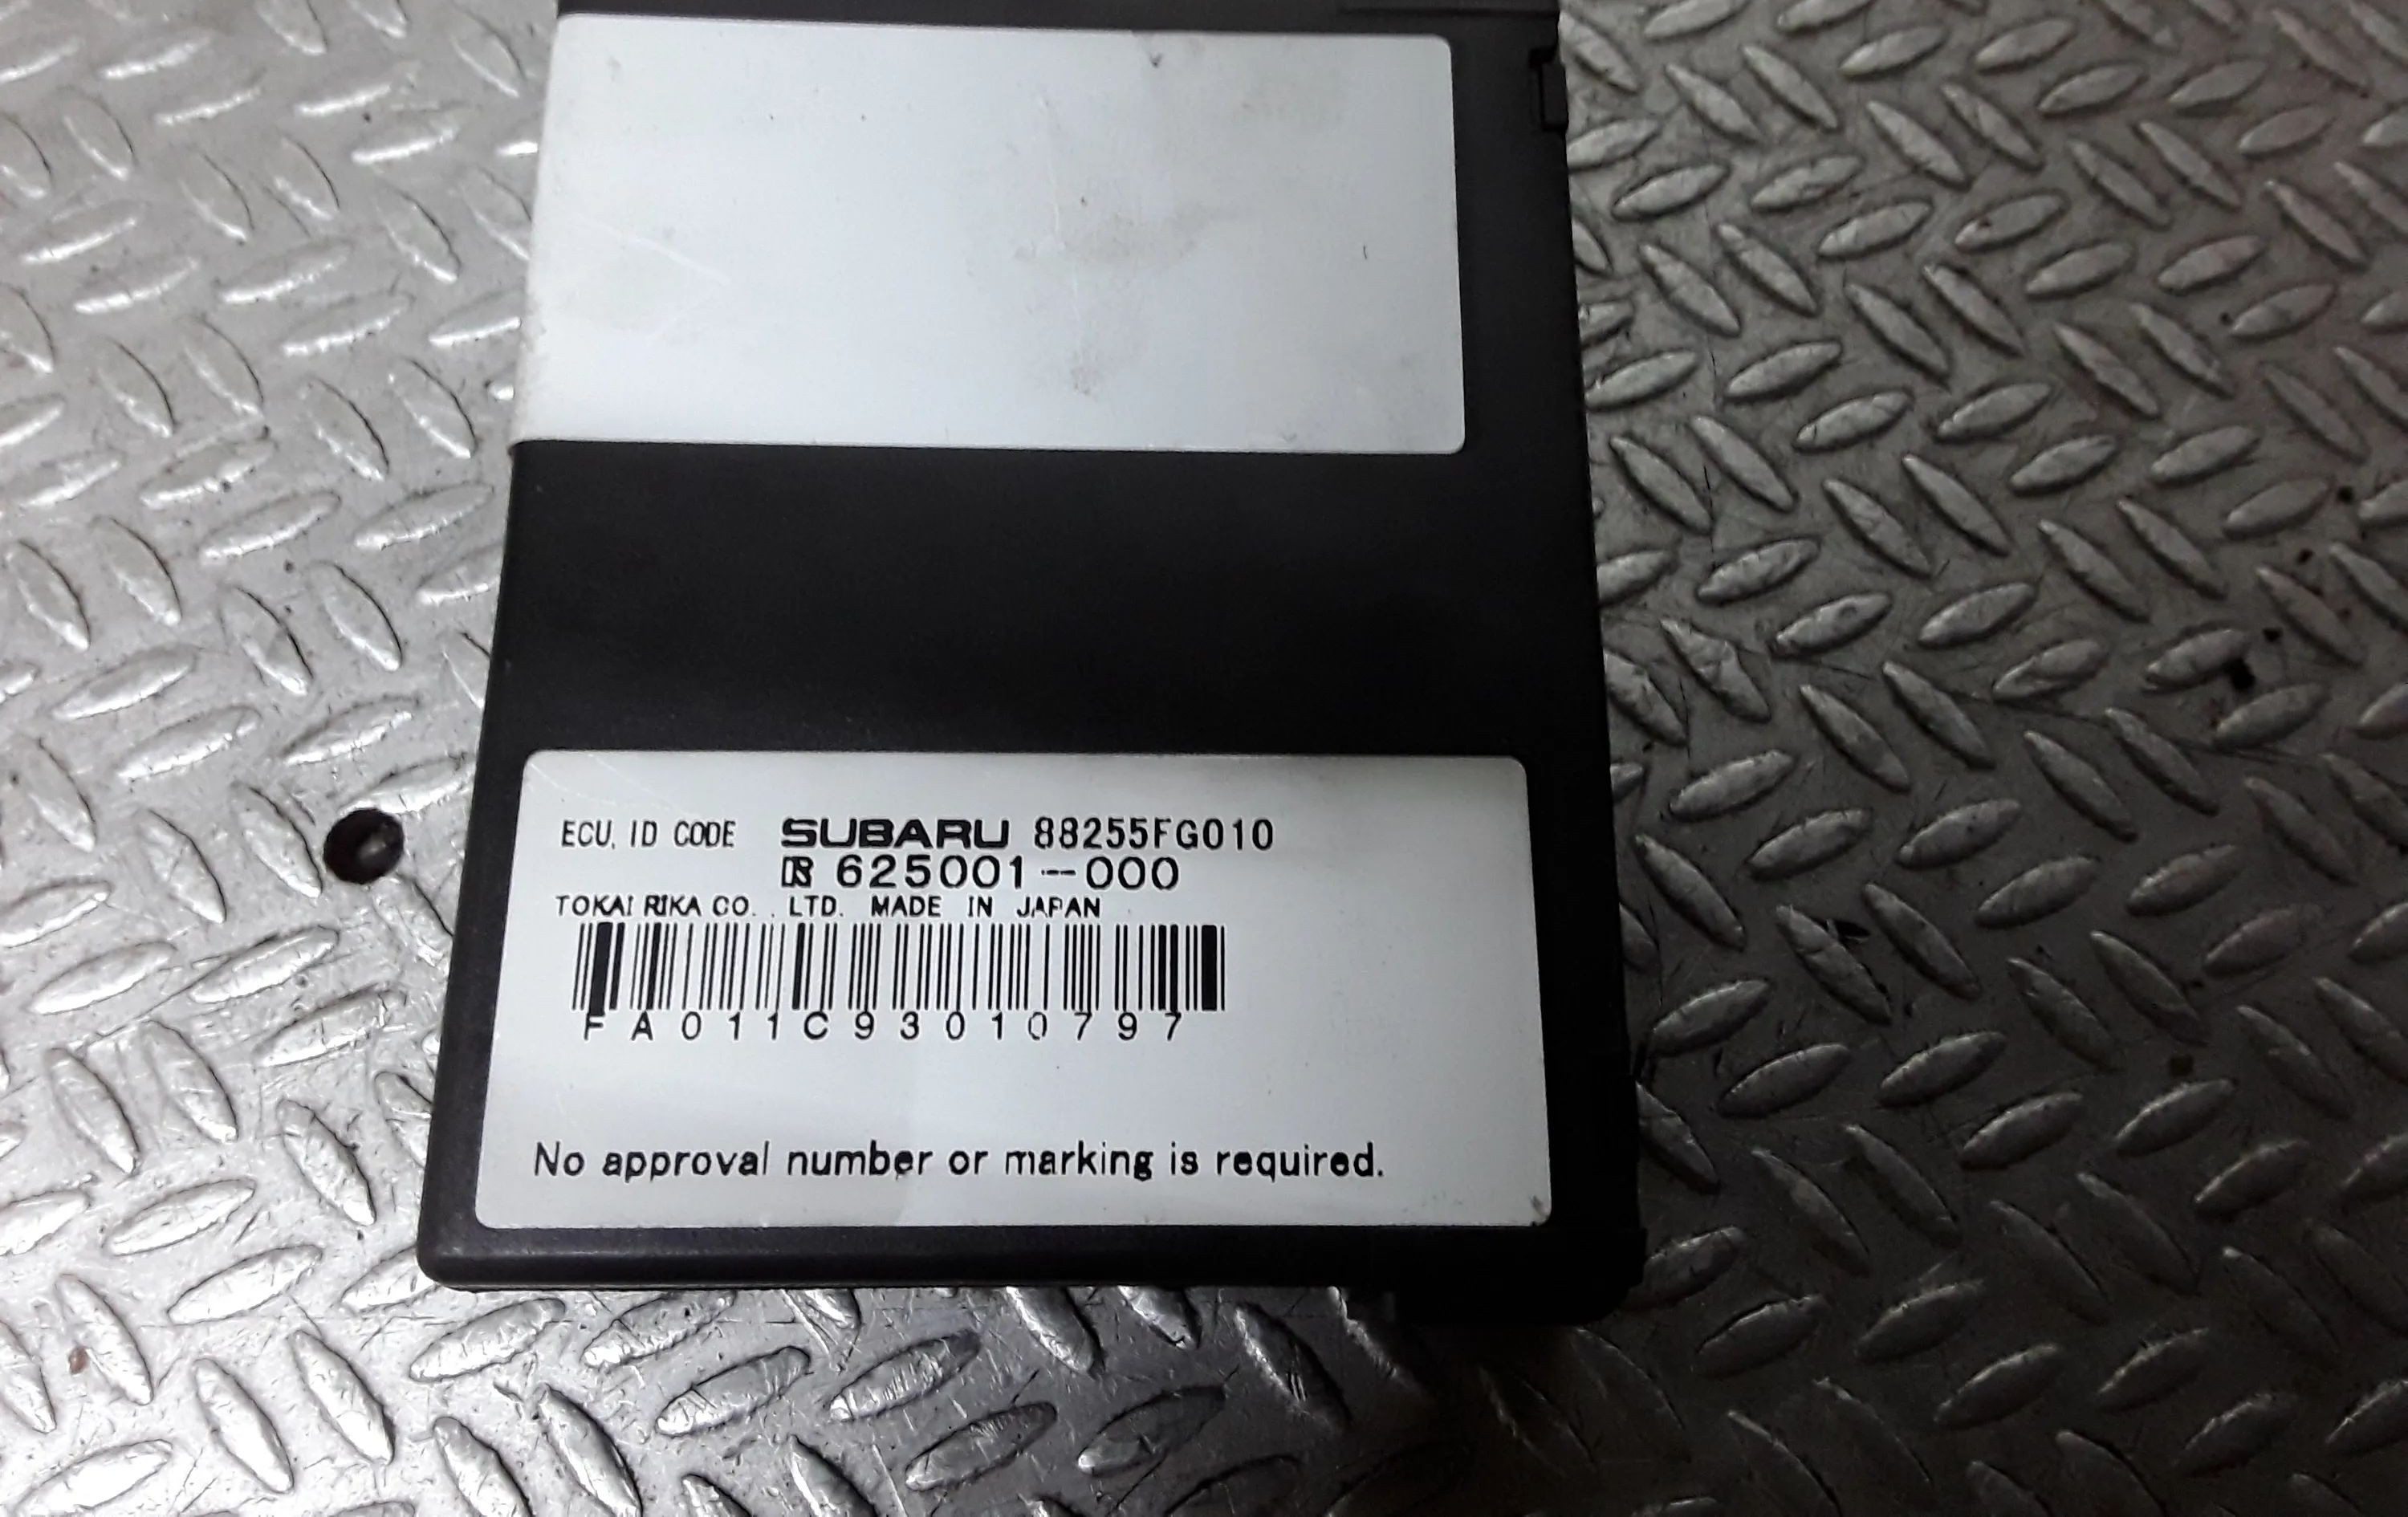 ECU, ID CODE SUBARU 88255FG010
R 625001-000
TOKAI RIKA CO., LTD. MADE IN JAPAN
FA011C93010797
No approval number or marking is required.